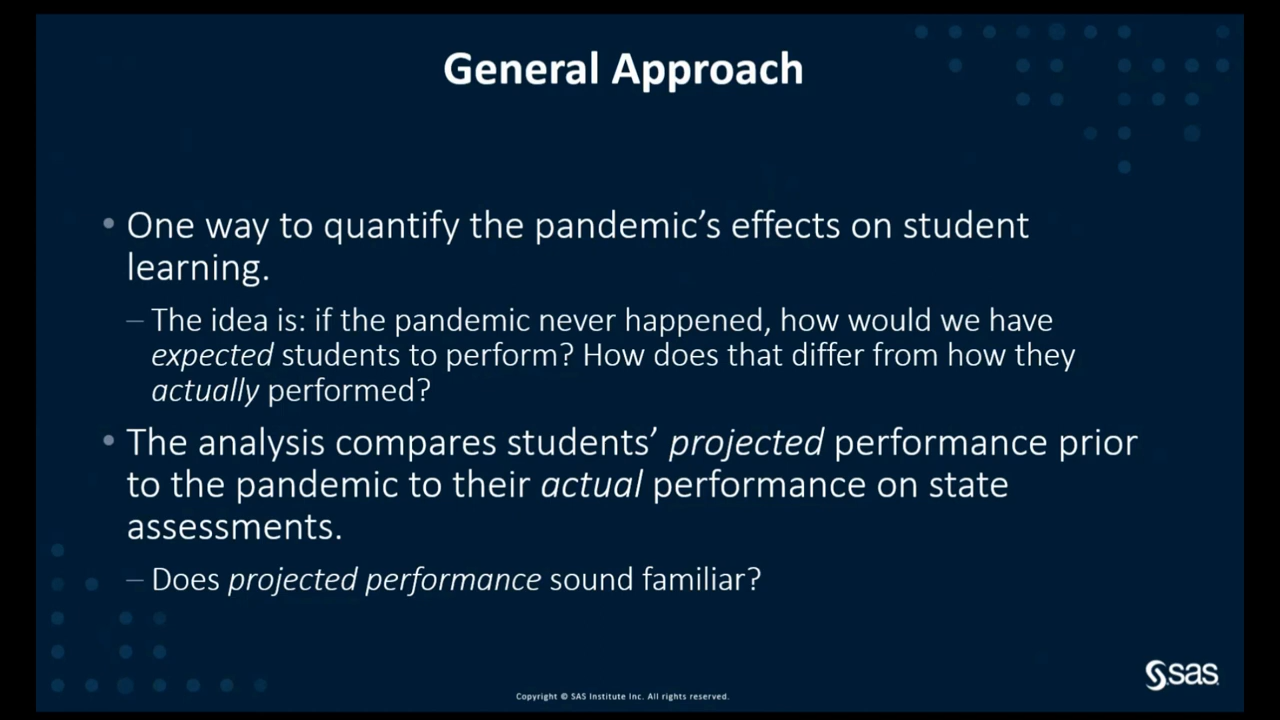 General Approach
• One way to quantify the pandemic’s effects on student
learning.
– The idea is: if the pandemic never happened, how would we have
expected students to perform? How does that differ from how they
actually performed?
• The analysis compares students’ projected performance prior
to the pandemic to their actual performance on state
assessments.
– Does projected performance sound familiar?
sas
Copyright © SAS Institute Inc. All rights reserved.